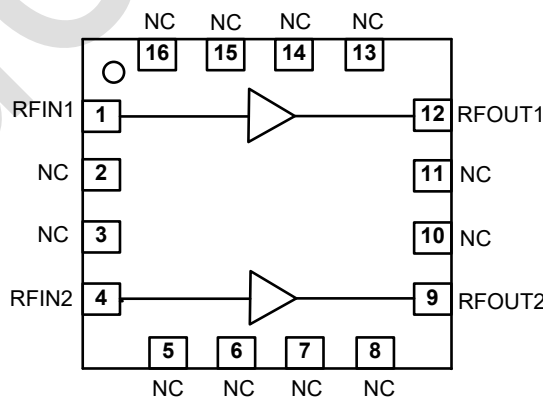 NC NC NC NC
16 15 14 13
RFIN1 1 12 RFOUT1
NC 2 11 NC
NC 3 10 NC
RFIN2 4 9 RFOUT2
5 6 7 8
NC NC NC NC